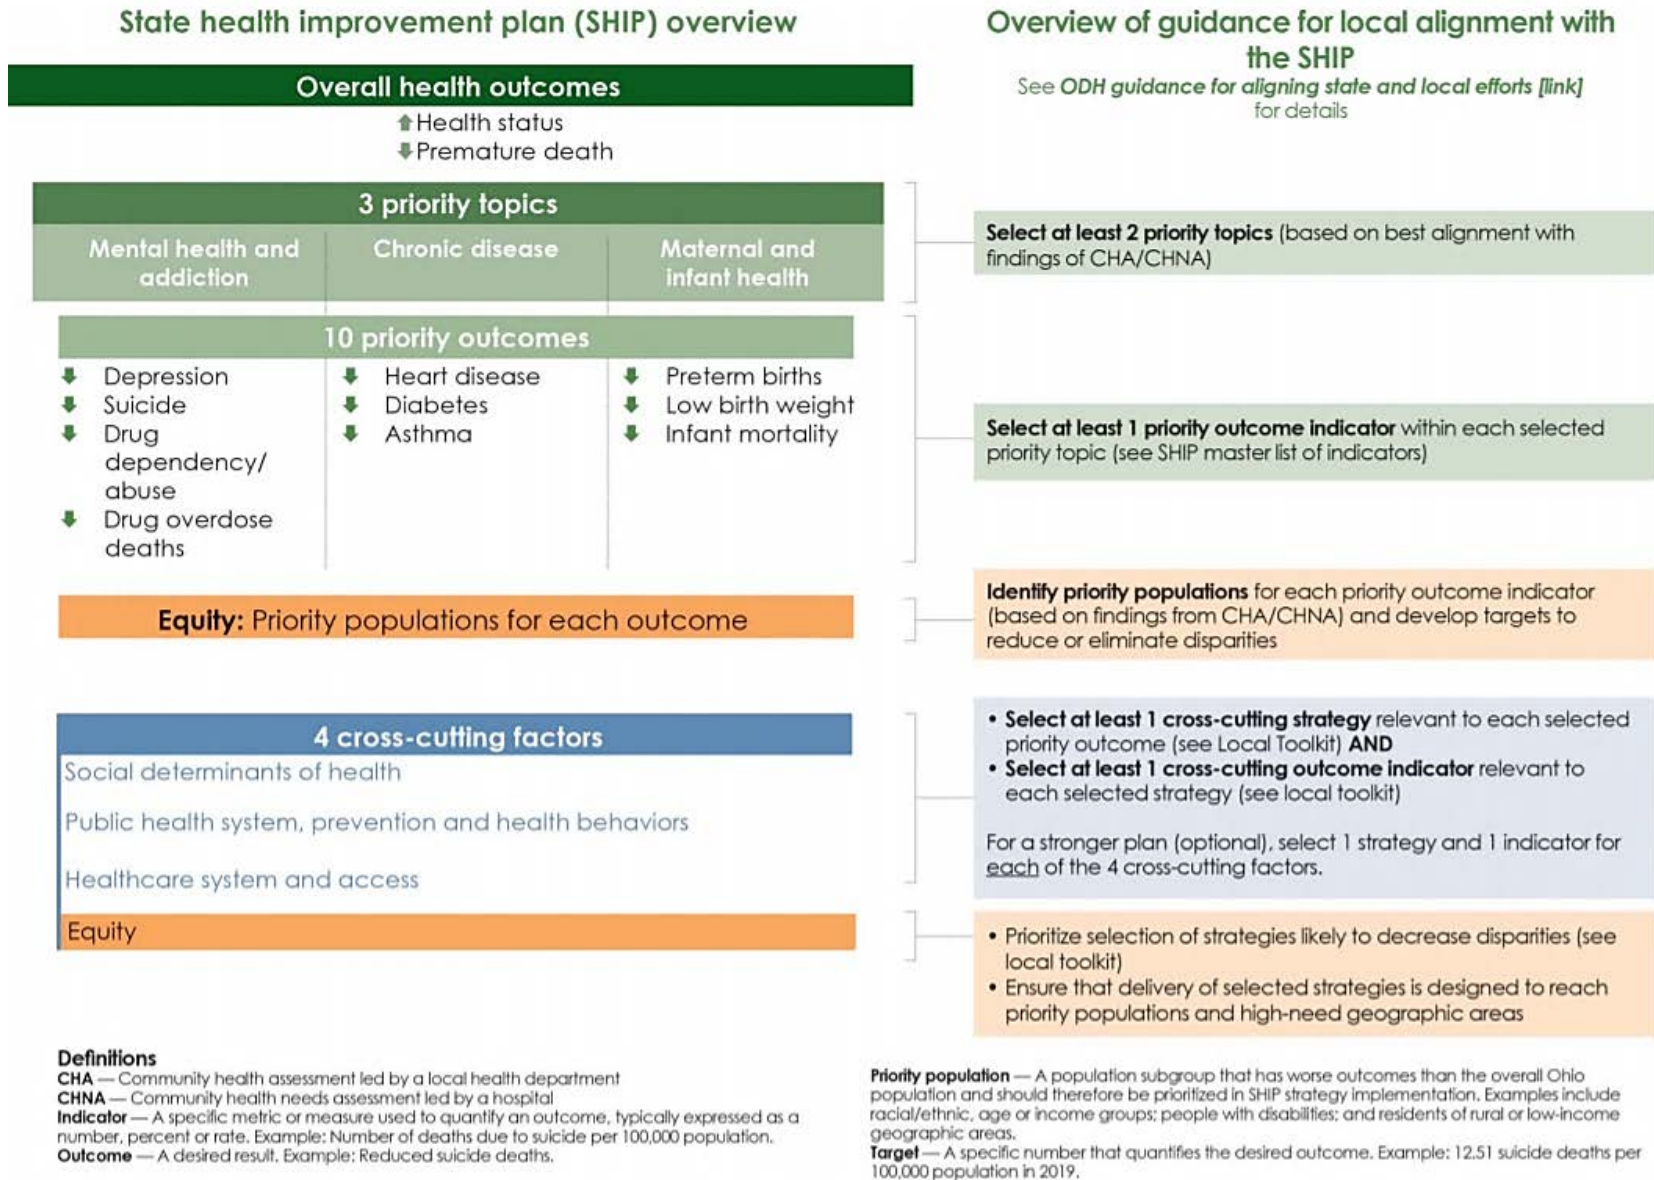 State health improvement plan (SHIP) overview
Overall health outcomes
Health status
Premature death
3 priority topics
Mental health and
addiction
Chronic disease
Maternal and
infant health
10 priority outcomes
Depression
Suicide
Drug
dependency/
abuse
Drug overdose
deaths
Heart disease
Diabetes
Asthma
Preterm births
Low birth weight
Infant mortality
Equity: Priority populations for each outcome
4 cross-cutting factors
Social determinants of health
Public health system, prevention and health behaviors
Healthcare system and access
Equity
Overview of guidance for local alignment with
the SHIP
See ODH guidance for aligning state and local efforts [link]
for details
Select at least 2 priority topics (based on best alignment with
findings of CHA/CHNA)
Select at least 1 priority outcome indicator within each selected
priority topic (see SHIP master list of indicators)
Identify priority populations for each priority outcome indicator
(based on findings from CHA/CHNA) and develop targets to
reduce or eliminate disparities
• Select at least 1 cross-cutting strategy relevant to each selected
priority outcome (see Local Toolkit) AND
• Select at least 1 cross-cutting outcome indicator relevant to
each selected strategy (see local toolkit)
For a stronger plan (optional), select 1 strategy and 1 indicator for
each of the 4 cross-cutting factors.
• Prioritize selection of strategies likely to decrease disparities (see
local toolkit)
• Ensure that delivery of selected strategies is designed to reach
priority populations and high-need geographic areas
Definitions
CHA — Community health assessment led by a local health department
CHNA — Community health needs assessment led by a hospital
Indicator — A specific metric or measure used to quantify an outcome, typically expressed as a
number, percent or rate. Example: Number of deaths due to suicide per 100,000 population.
Outcome — A desired result. Example: Reduced suicide deaths.
Priority population — A population subgroup that has worse outcomes than the overall Ohio
population and should therefore be prioritized in SHIP strategy implementation. Examples include
racial/ethnic, age or income groups; people with disabilities; and residents of rural or low-income
geographic areas.
Target — A specific number that quantifies the desired outcome. Example: 12.51 suicide deaths per
100,000 population in 2019.